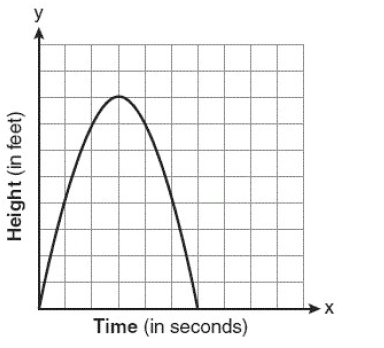 y
Height (in feet)
x
Time (in seconds)